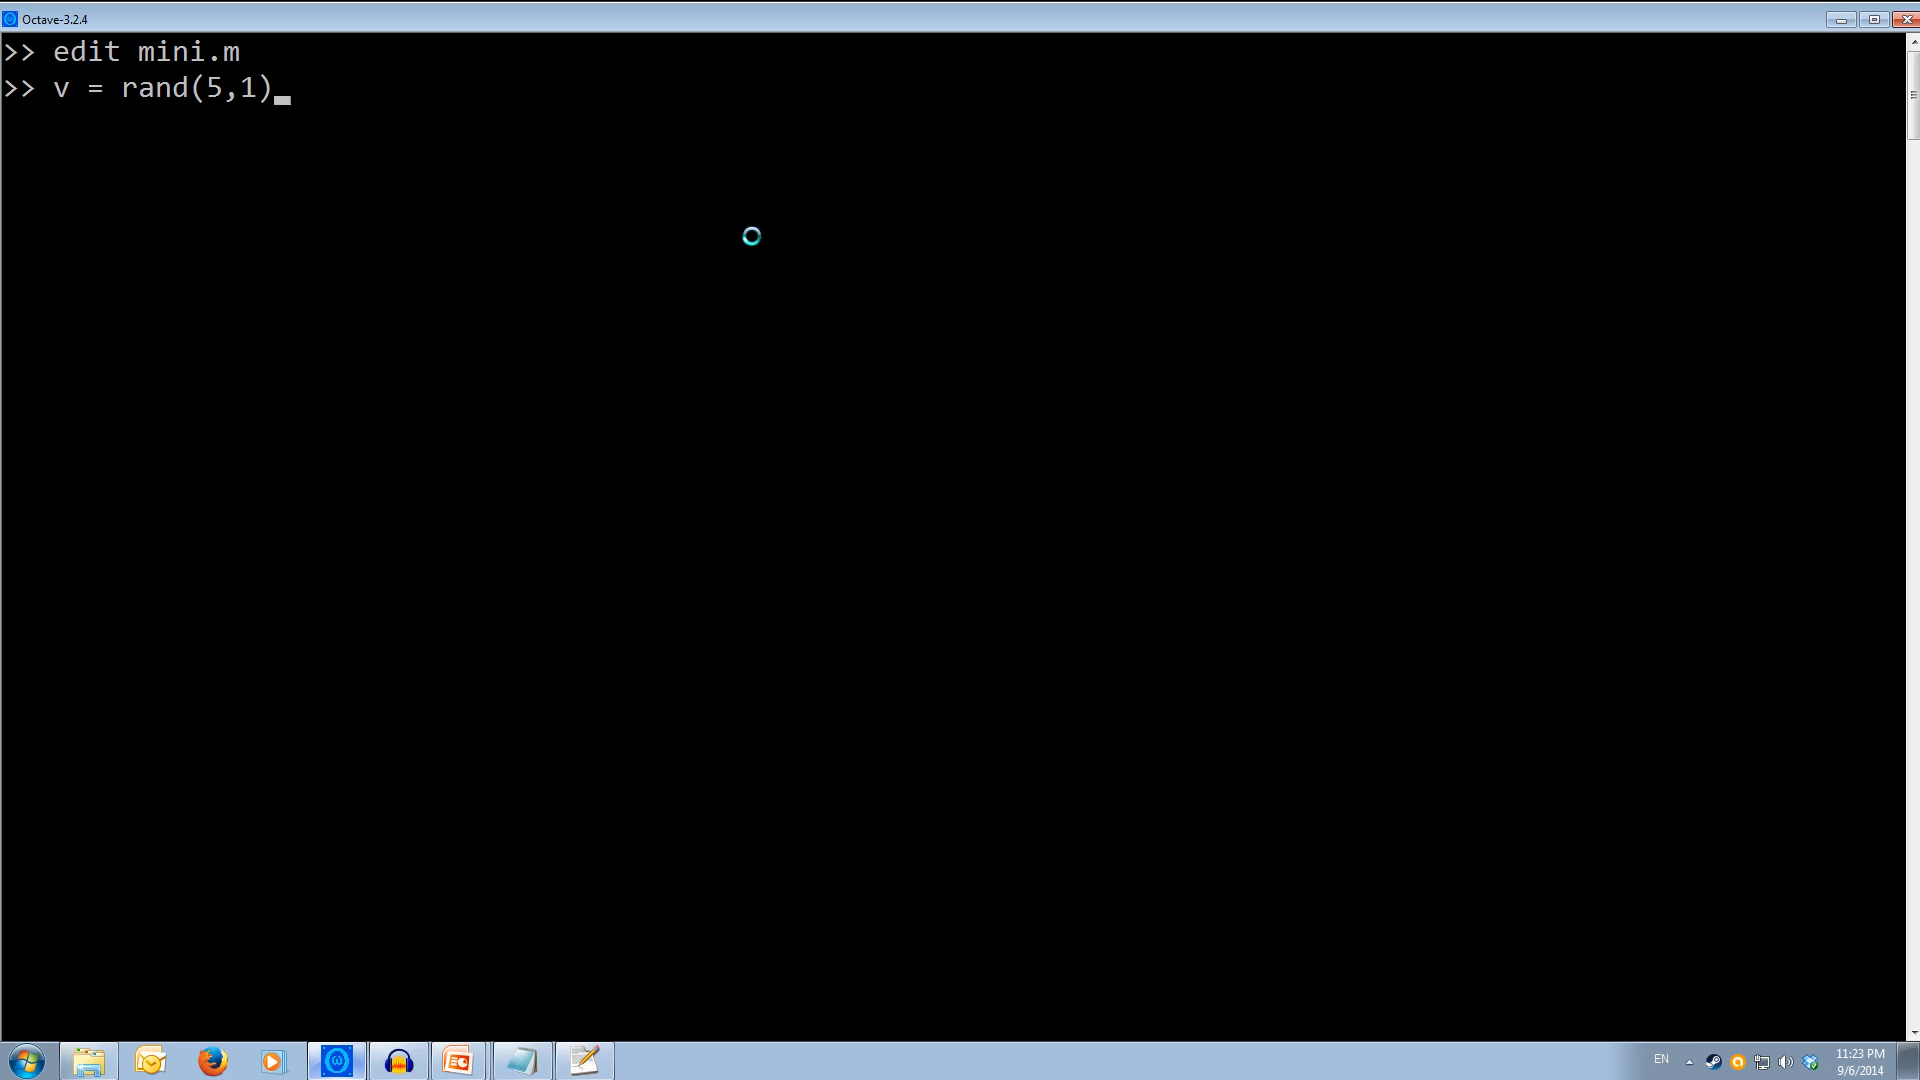 Octave-3.2.4
>> edit mini.m
>> v = rand(5,1)
EN
11:23 PM
9/6/2014